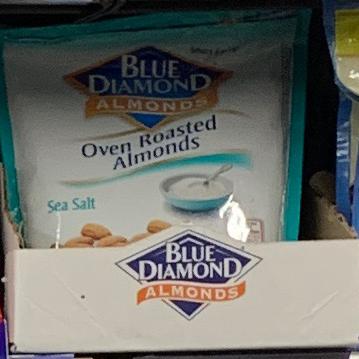 BLUE
DIAMOND
ALMONDS
Oven Roasted
Almonds
Sea Salt
BLUE
DIAMOND
ALMONDS